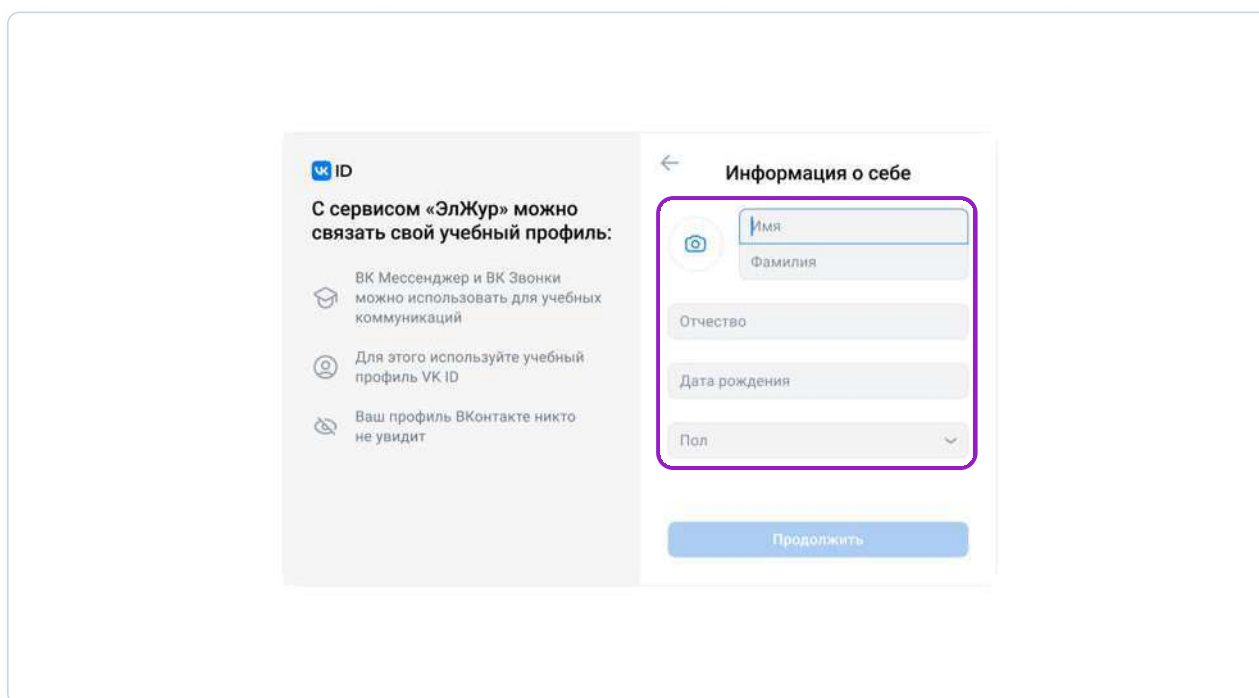 VK ID
С сервисом «ЭлЖур» можно
связать свой учебный профиль:
ВК Мессенджер и ВК Звонки
можно использовать для учебных
коммуникаций
Для этого используйте учебный
профиль VK ID
Ваш профиль ВКонтакте никто
не увидит
Информация о себе
Имя
Фамилия
Отчество
Дата рождения
Пол
Продолжить